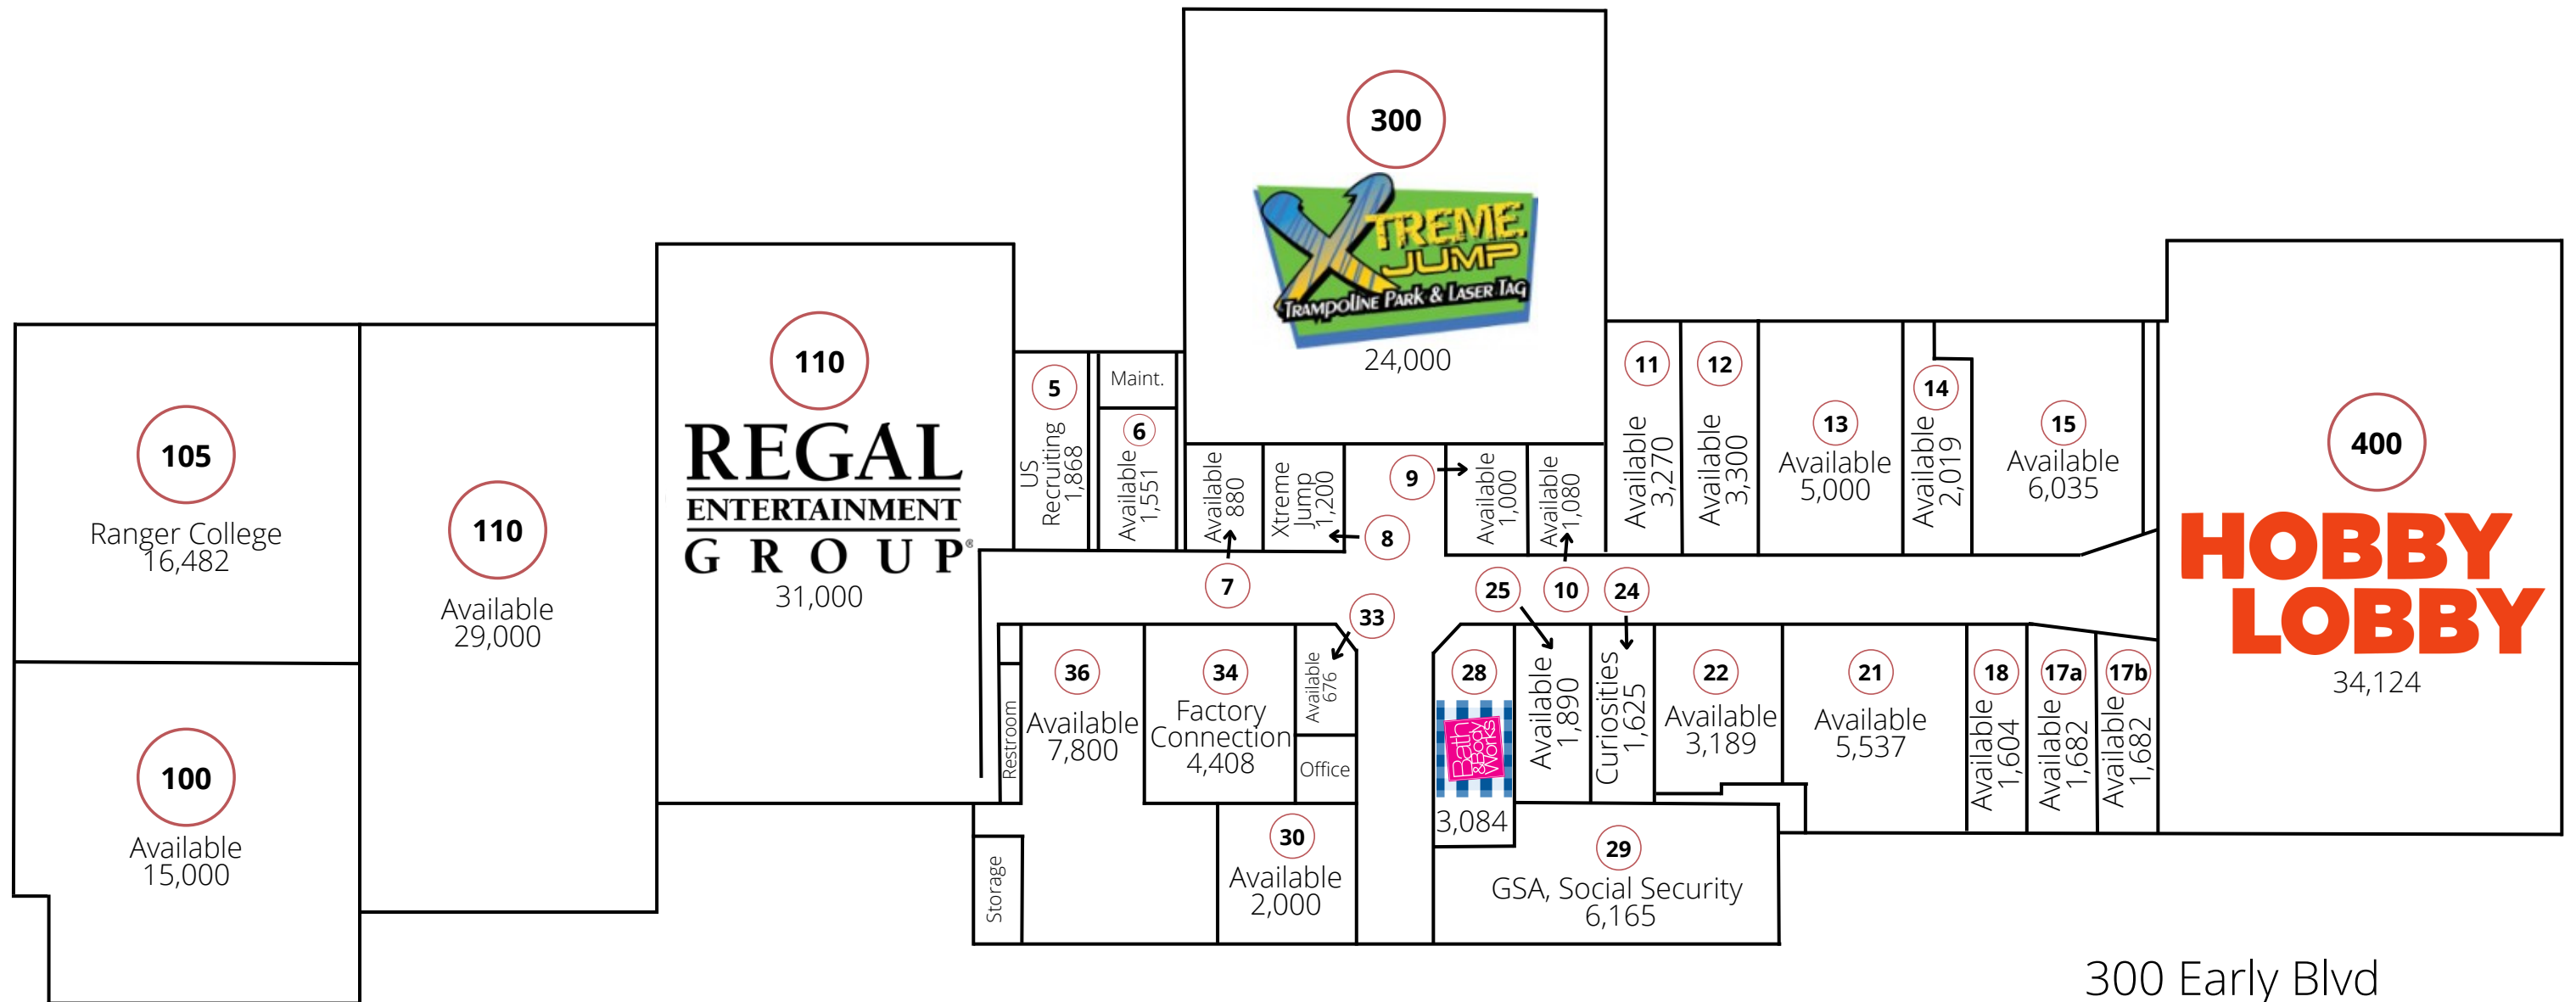 105
Ranger College
16,482
100
Available
15,000
110
Available
29,000
110
REGAL
ENTERTAINMENT
GROUP®
31,000
5
US
Recruiting
1,868
Maint.
6
Available
1,551
300
XTREME
JUMP
TRAMPOLINE PARK & LASER TAG
24,000
Available
880
7
Xtreme
Jump
1,200
8
9
Available
1,000
Available
1,080
10
11
Available
3,270
12
Available
3,300
13
Available
5,000
14
Available
2,019
15
Available
6,035
400
HOBBY
LOBBY
34,124
Restroom
36
Available
7,800
34
Factory
Connection
4,408
33
Available
676
Office
Storage
30
Available
2,000
28
Bath
& Body
Works
3,084
25
Available
1,890
24
Curiosities
1,625
22
Available
3,189
21
Available
5,537
18
Available
1,604
17a
Available
1,682
17b
Available
1,682
29
GSA, Social Security
6,165
300 Early Blvd